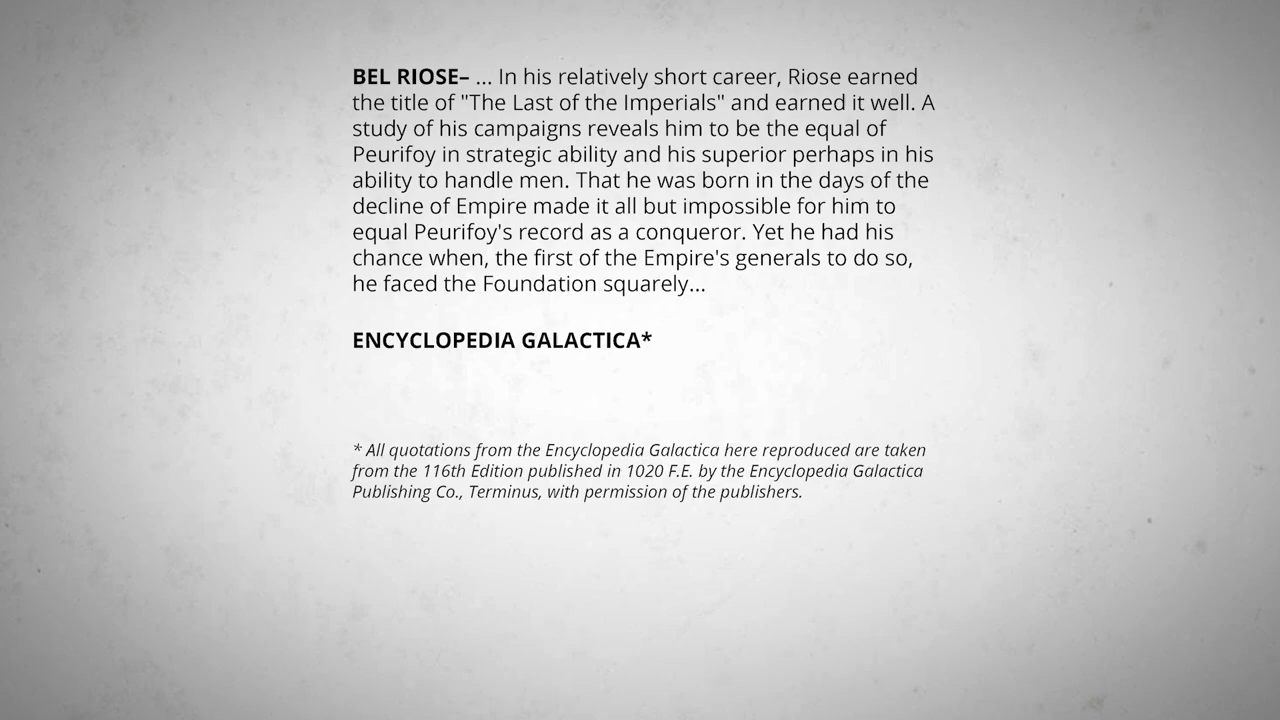 BEL RIOSE– ... In his relatively short career, Riose earned
the title of "The Last of the Imperials" and earned it well. A
study of his campaigns reveals him to be the equal of
Peurifoy in strategic ability and his superior perhaps in his
ability to handle men. That he was born in the days of the
decline of Empire made it all but impossible for him to
equal Peurifoy's record as a conqueror. Yet he had his
chance when, the first of the Empire's generals to do so,
he faced the Foundation squarely...
ENCYCLOPEDIA GALACTICA*
* All quotations from the Encyclopedia Galactica here reproduced are taken
from the 116th Edition published in 1020 F.E. by the Encyclopedia Galactica
Publishing Co., Terminus, with permission of the publishers.